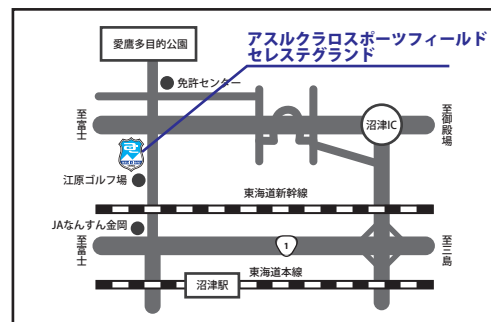 愛鷹多目的公園
アスルクラロスポーツフィールド
セレステグランド
免許センター
至富士
沼津IC
至御殿場
江原ゴルフ場
東海道新幹線
JAなんすん金岡
至富士
1
至三島
東海道本線
沼津駅